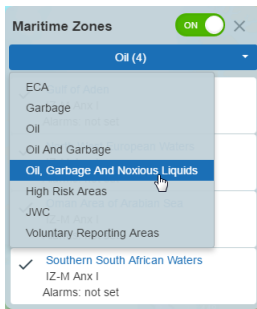 Maritime Zones
ON
Oil (4)
ECA
Garbage
Oil
Oil And Garbage
Oil, Garbage And Noxious Liquids
High Risk Areas
JWC
Voluntary Reporting Areas
Southern South African Waters
IZ-M Anx I
Alarms: not set